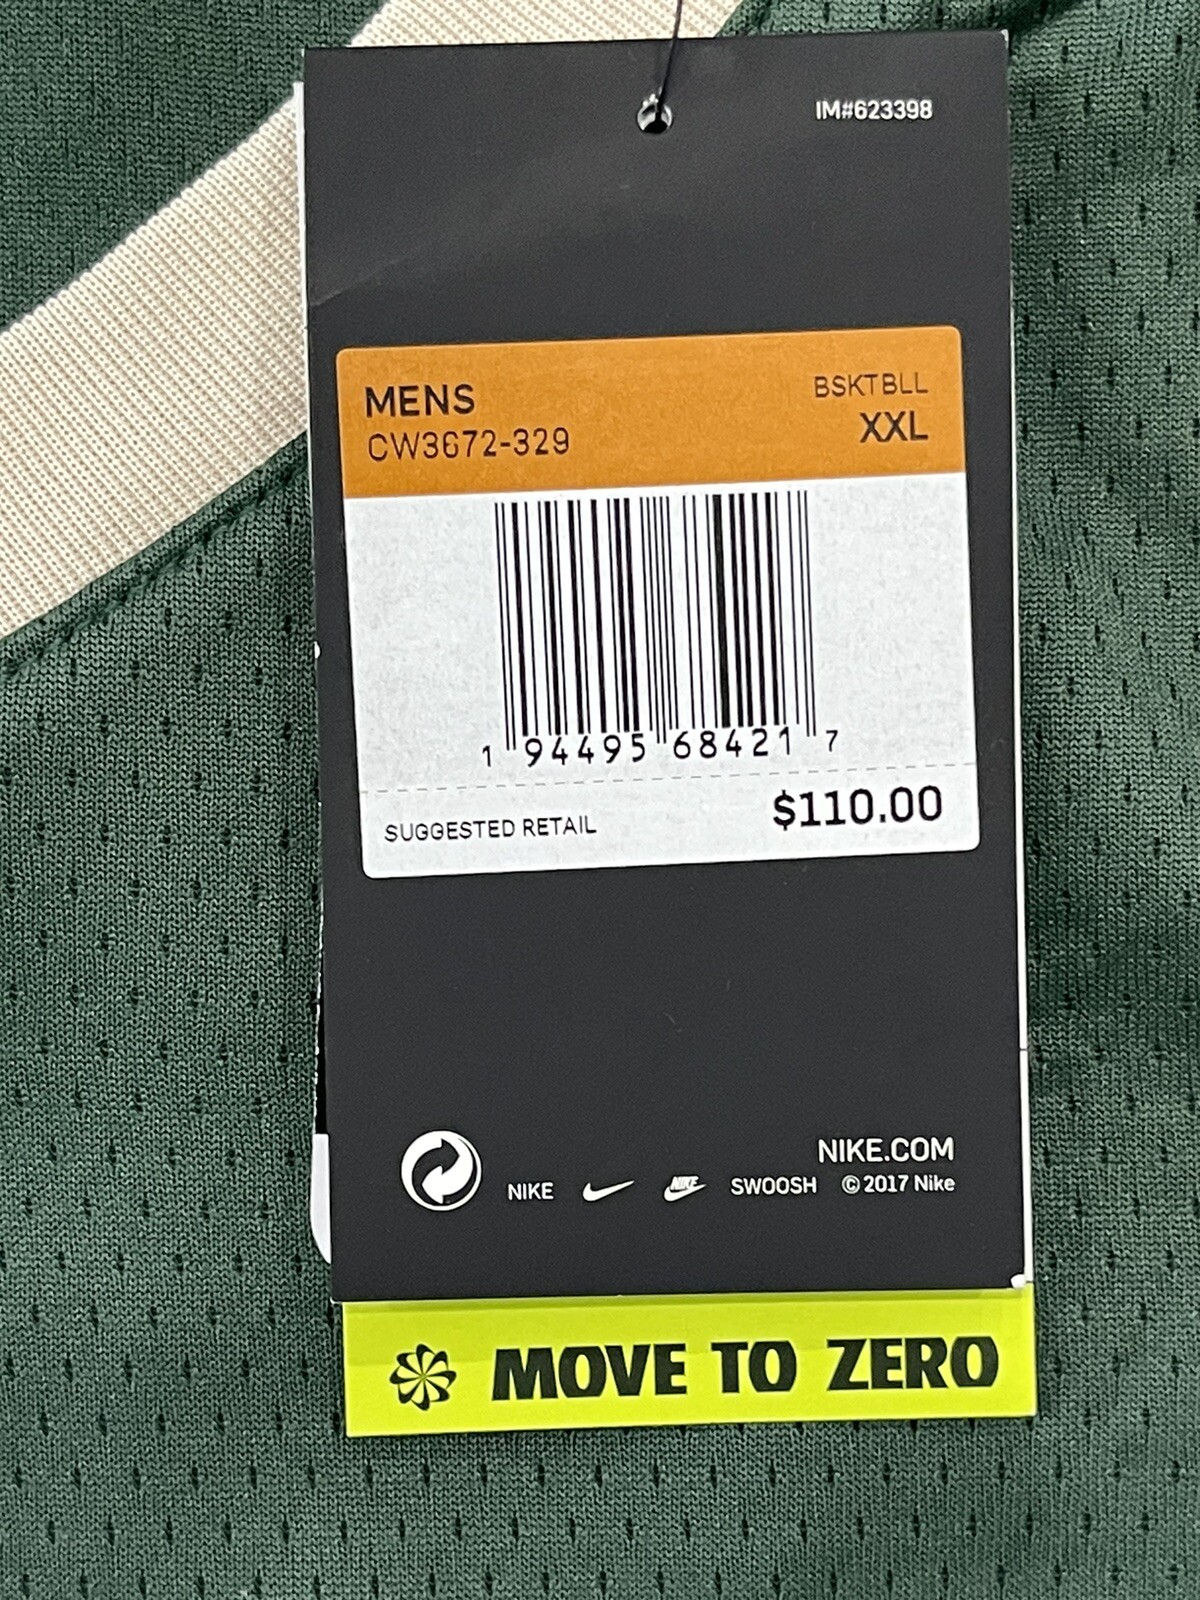 IM#623398
MENS
BSKTBLL
CW3672-329
XXL
1 94495 68421 7
SUGGESTED RETAIL
$110.00
NIKE.COM
NIKE NIKE SWOOSH ©2017 Nike
MOVE TO ZERO